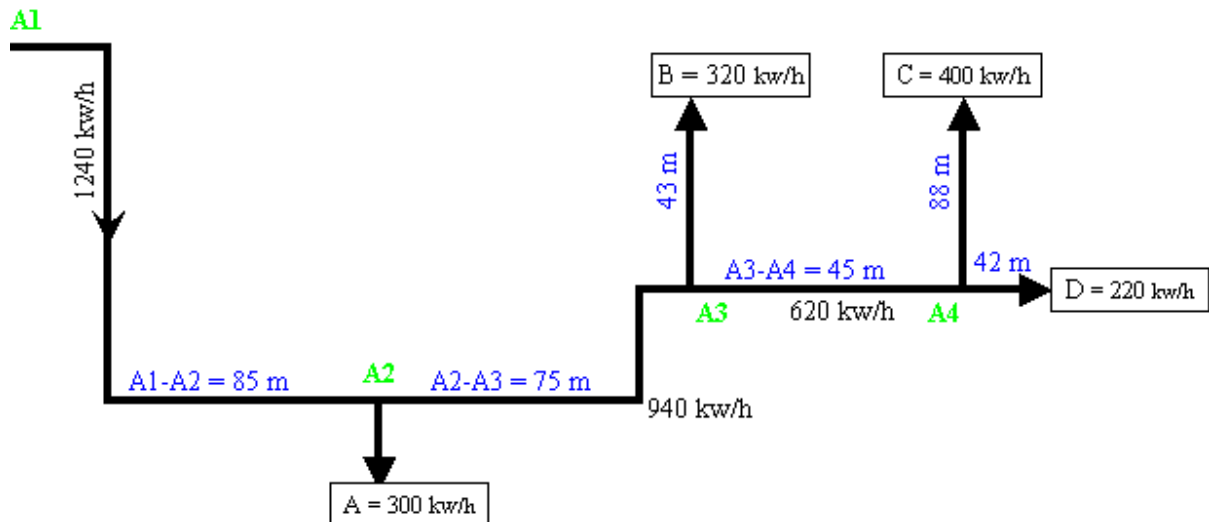 A1
1240 kw/h
B = 320 kw/h
C = 400 kw/h
43 m
88 m
A3-A4 = 45 m
42 m
D = 220 kw/h
A3
620 kw/h
A4
A1-A2 = 85 m
A2
A2-A3 = 75 m
940 kw/h
A = 300 kw/h